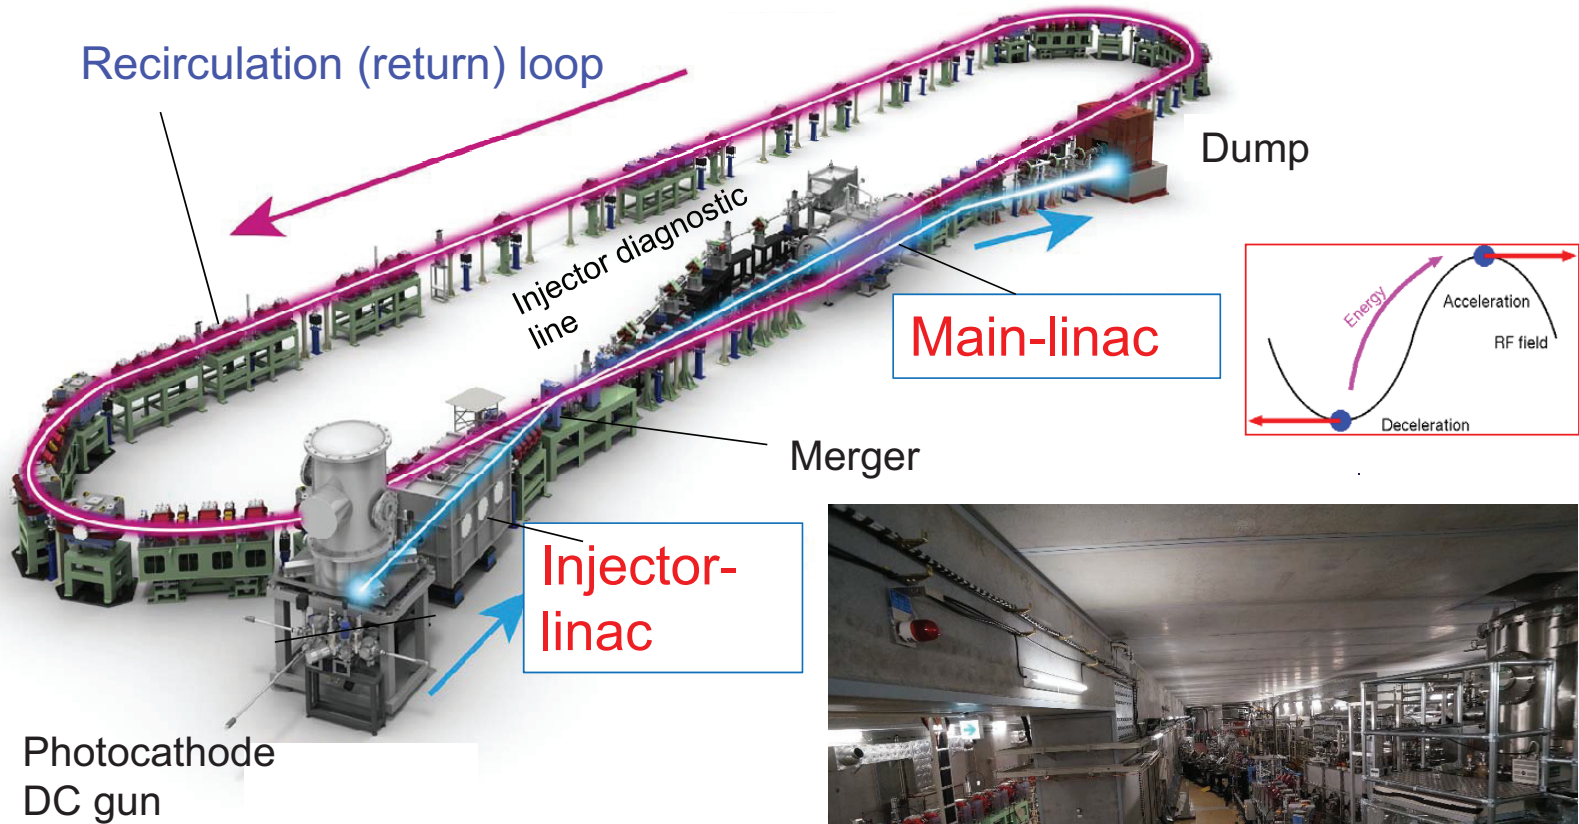 Recirculation (return) loop
Dump
Injector diagnostic
line
Main-linac
Energy
Acceleration
RF field
Deceleration
Merger
Injector-
linac
Photocathode
DC gun